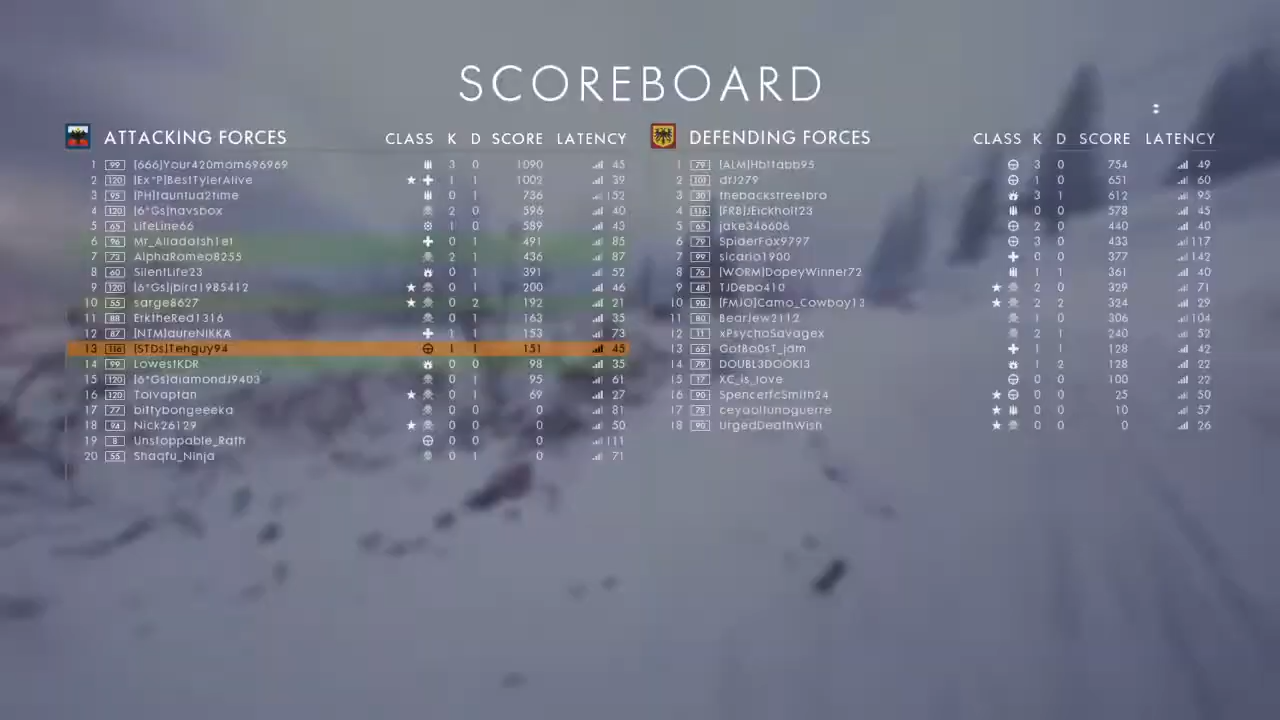 SCOREBOARD
ATTACKING FORCES CLASS K D SCORE LATENCY
1 99 [666]Your420mom696969 3 0 1090 45
2 120 [Ex*P]BestTylerAlive 1 1 1002 39
3 95 [PH]tauntua2time 1 0 736 152
4 120 [6*Gs]navsbox 2 0 596 40
5 65 LifeLine66 1 0 589 43
6 96 0 1 491 85
7 73 AlphaRomeo8255 2 1 436 87
8 60 SilentLife23 0 1 391 52
9 120 [6*Gs]jbird1985412 0 1 200 46
10 55 sarge8627 0 2 192 21
11 88 ErktheRed1316 0 0 163 35
12 87 [NTM]aureNIKKA 1 1 153 73
13 116 [STDs]Tehguy94 1 1 151 45
14 99 LowestKDR 0 0 98 35
15 120 [6*Gs]diamondJ9403 0 1 95 61
16 120 Tolvaptan 0 1 69 27
17 77 bittybongeeeka 0 0 0 81
18 94 Nick26129 0 0 0 50
19 8 Unstoppable_Rath 0 0 0 111
20 55 Shaqfu_Ninja 0 1 0 71
DEFENDING FORCES CLASS K D SCORE LATENCY
1 79 3 0 754 49
2 101 drJ279 1 0 651 60
3 30 thebackstreetbro 3 1 612 95
4 116 [FRB]JEickholt23 0 0 578 45
5 65 jake346606 2 0 440 40
6 79 SpiderFox9797 3 0 433 117
7 99 sicario1900 0 0 377 142
8 76 [WORM]DopeyWinner72 1 1 361 40
9 48 TJDebo410 2 0 329 71
10 90 [FMJO]Camo_Cowboy13 2 2 324 29
11 80 BearJew2112 1 0 306 104
12 11 xPsychoSavagex 2 1 240 52
13 65 GotBo0sT_jdm 1 1 128 42
14 79 DOUBL3DOOKI3 1 2 128 22
15 17 XC_is_love 0 0 100 22
16 90 SpencerfcSmith24 0 0 25 50
17 78 ceyaoltunoguerre 0 0 10 57
18 90 UrgedDeathWish 0 0 0 26